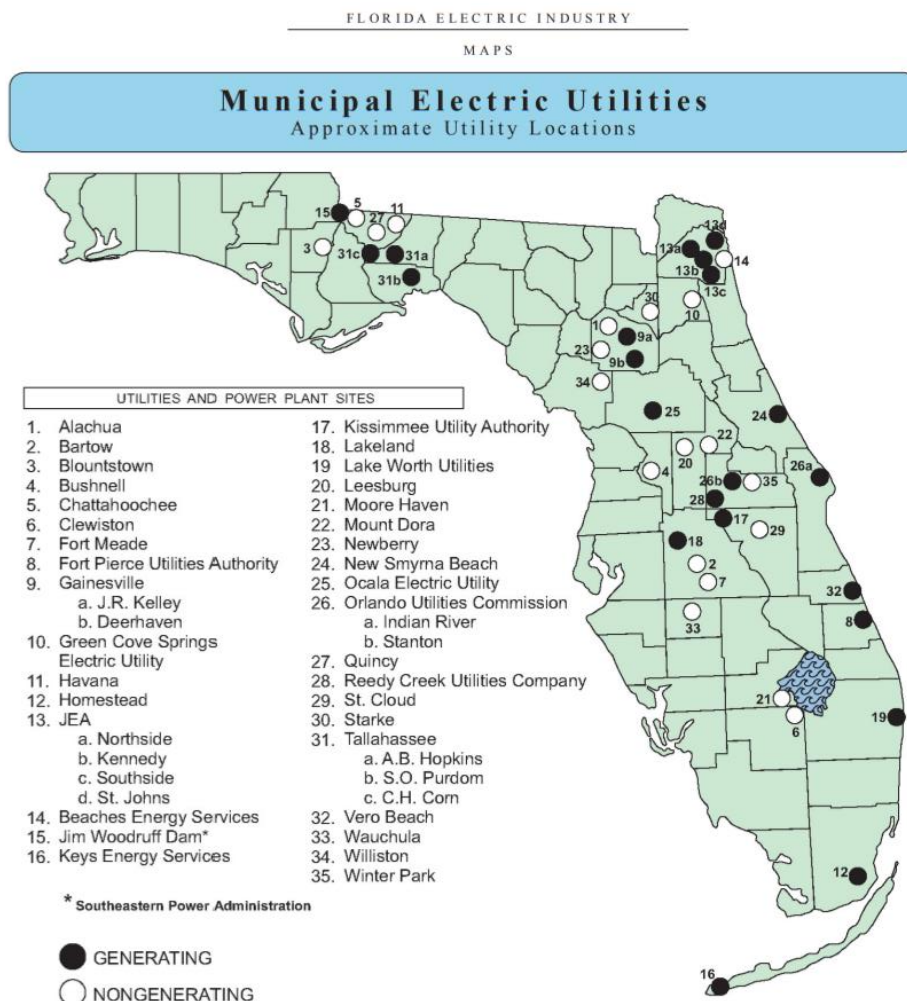 FLORIDA ELECTRIC INDUSTRY
MAPS
Municipal Electric Utilities
Approximate Utility Locations
15
5
27
11
3
31c
31a
31b
13d
13a
14
13b
13c
10
30
1
9a
23
9b
34
25
24
22
20
4
26b
35
26a
28
17
29
18
2
7
32
33
8
21
6
19
12
16
UTILITIES AND POWER PLANT SITES
1. Alachua
2. Bartow
3. Blountstown
4. Bushnell
5. Chattahoochee
6. Clewiston
7. Fort Meade
8. Fort Pierce Utilities Authority
9. Gainesville
a. J.R. Kelley
b. Deerhaven
10. Green Cove Springs
Electric Utility
11. Havana
12. Homestead
13. JEA
a. Northside
b. Kennedy
c. Southside
d. St. Johns
14. Beaches Energy Services
15. Jim Woodruff Dam*
16. Keys Energy Services
17. Kissimmee Utility Authority
18. Lakeland
19. Lake Worth Utilities
20. Leesburg
21. Moore Haven
22. Mount Dora
23. Newberry
24. New Smyrna Beach
25. Ocala Electric Utility
26. Orlando Utilities Commission
a. Indian River
b. Stanton
27. Quincy
28. Reedy Creek Utilities Company
29. St. Cloud
30. Starke
31. Tallahassee
a. A.B. Hopkins
b. S.O. Purdom
c. C.H. Corn
32. Vero Beach
33. Wauchula
34. Williston
35. Winter Park
* Southeastern Power Administration
GENERATING
NONGENERATING